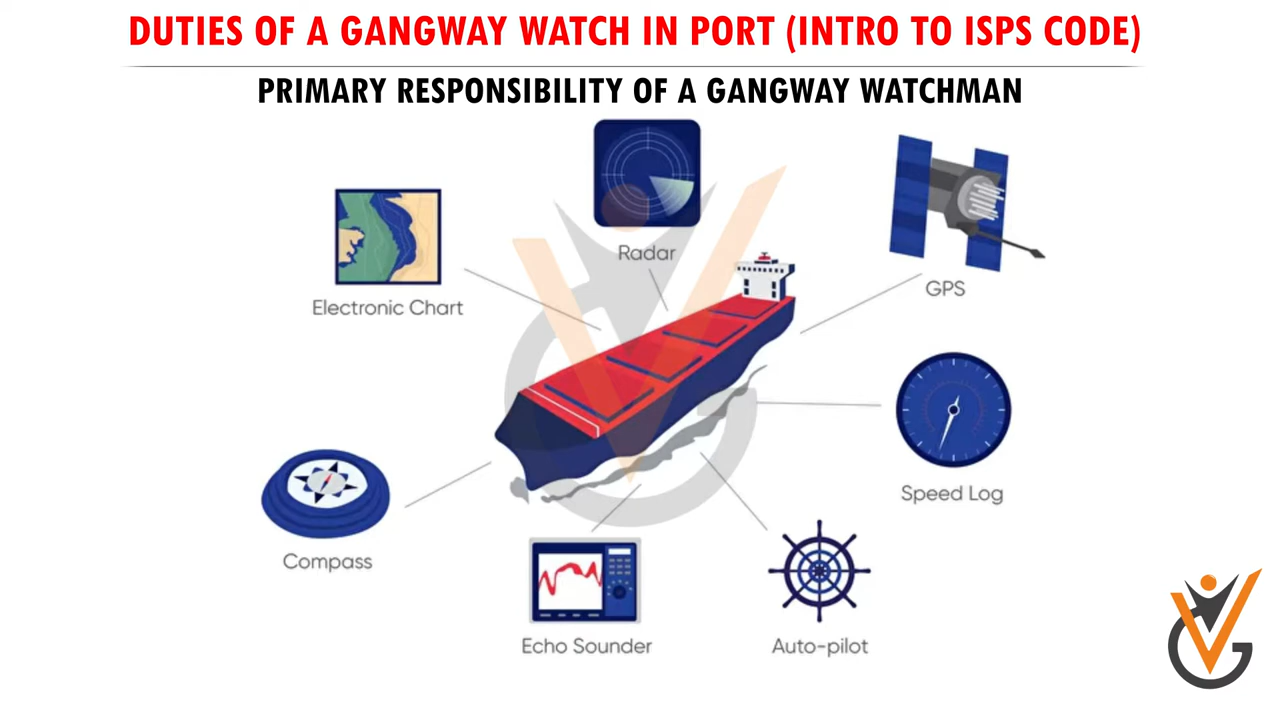 DUTIES OF A GANGWAY WATCH IN PORT (INTRO TO ISPS CODE)
PRIMARY RESPONSIBILITY OF A GANGWAY WATCHMAN
Radar
GPS
Electronic Chart
Speed Log
Compass
Echo Sounder
Auto-pilot